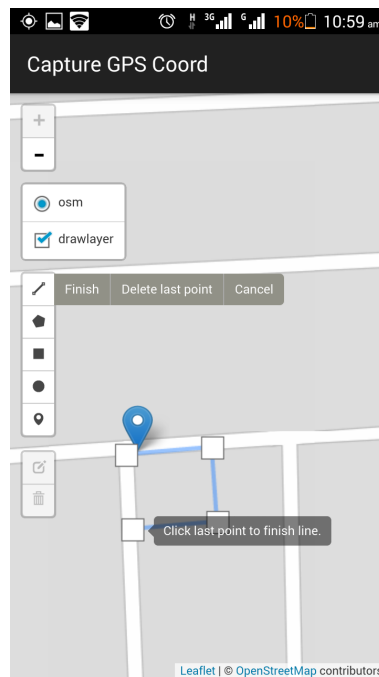 H 3G G 10% 10:59 am
Capture GPS Coord
+
-
osm
drawlayer
Finish Delete last point Cancel
Click last point to finish line.
Leaflet | © OpenStreetMap contributors